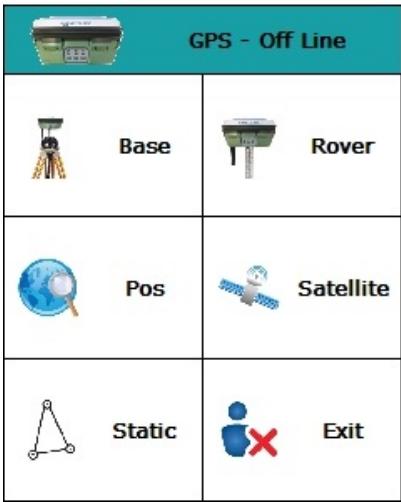 GPS - Off Line
Base
Rover
Pos
Satellite
Static
Exit